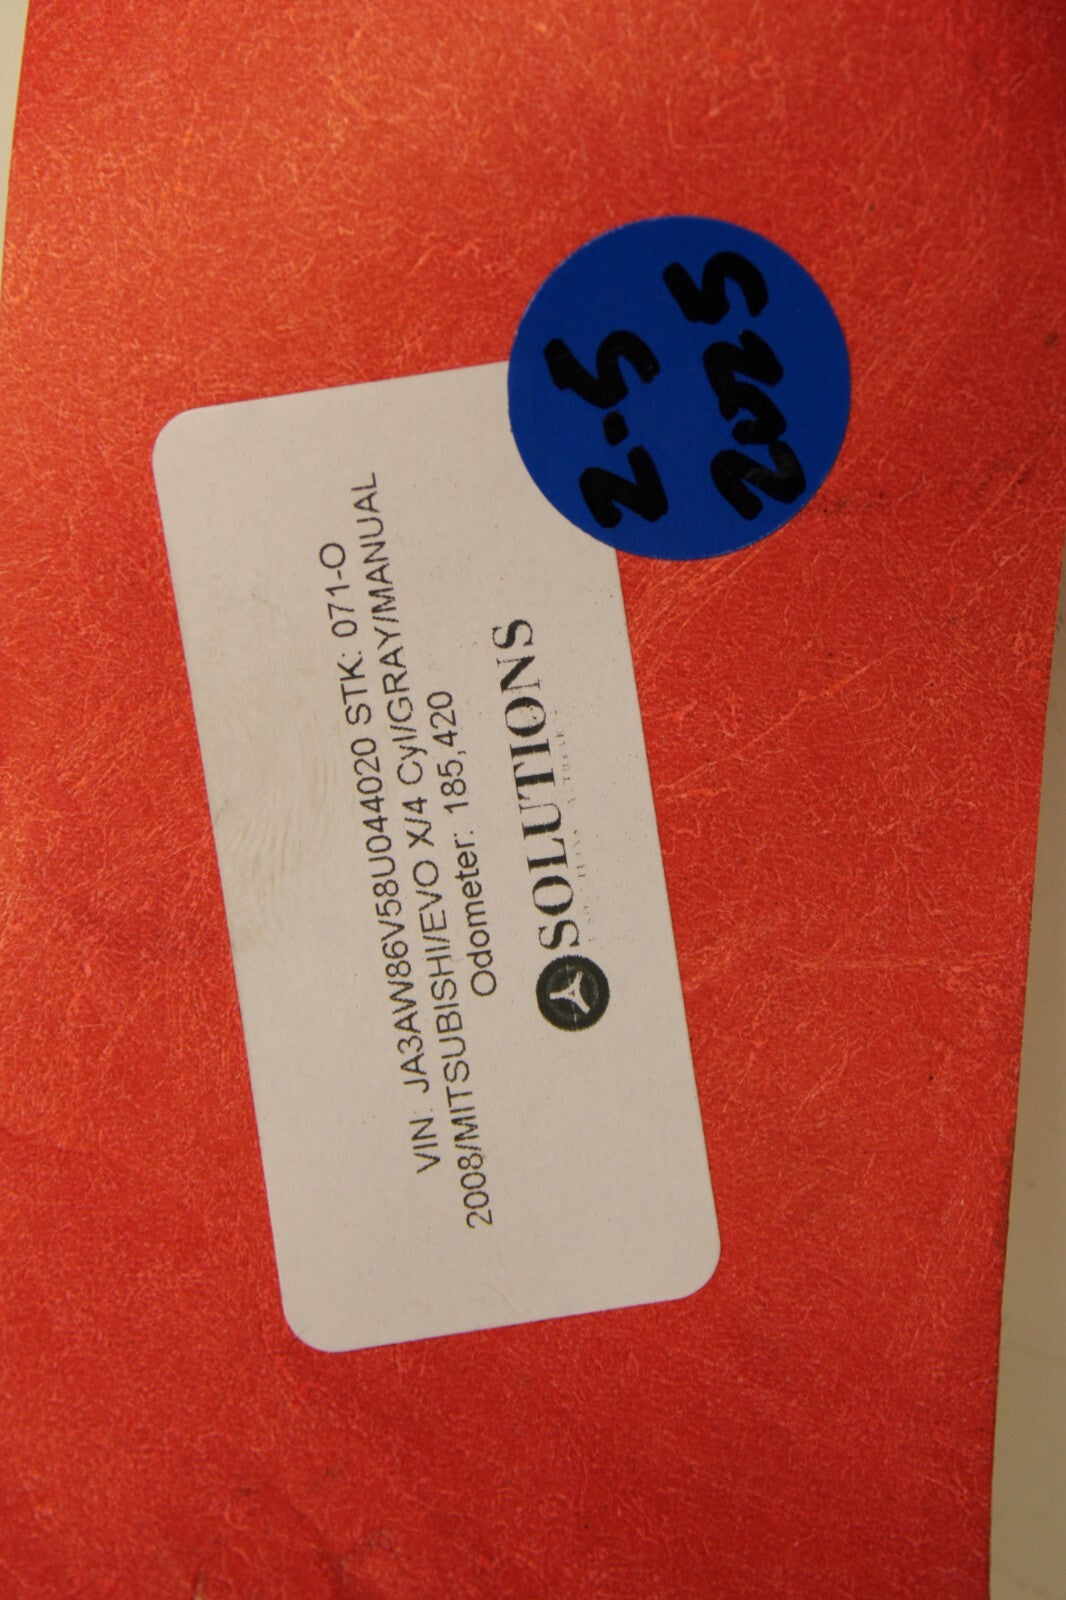 VIN: JA3AW86V58U044020 STK: 071-O
2008/MITSUBISHI/EVO X/4 Cyl/GRAY/MANUAL
Odometer: 185,420
SOLUTIONS
2.5
2025